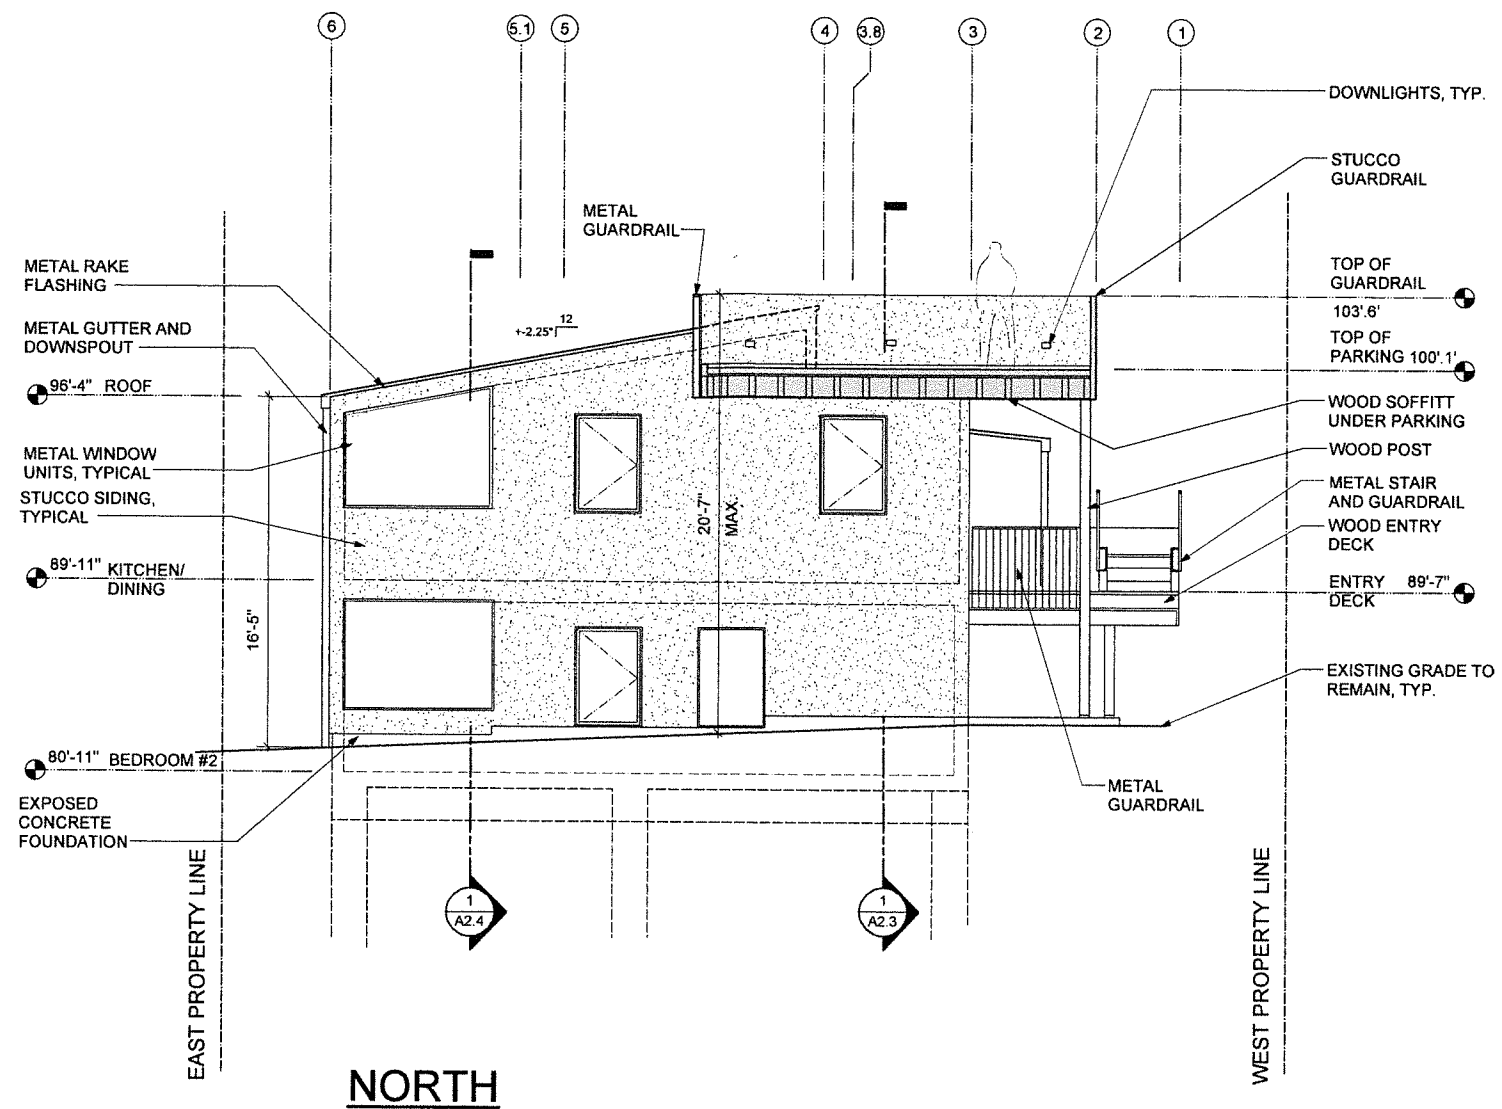 6
5.1
5
4
3.8
3
2
1
DOWNLIGHTS, TYP.
STUCCO
GUARDRAIL
METAL
GUARDRAIL
METAL RAKE
FLASHING
TOP OF
GUARDRAIL
103'.6'
METAL GUTTER AND
DOWNSPOUT
12
+-2.25"
TOP OF
PARKING 100'.1'
96'-4" ROOF
WOOD SOFFITT
UNDER PARKING
METAL WINDOW
UNITS, TYPICAL
WOOD POST
STUCCO SIDING,
TYPICAL
METAL STAIR
AND GUARDRAIL
20'-7"
MAX.
WOOD ENTRY
DECK
89'-11" KITCHEN/
DINING
ENTRY 89'-7"
DECK
16'-5"
EXISTING GRADE TO
REMAIN, TYP.
80'-11" BEDROOM #2
METAL
GUARDRAIL
EXPOSED
CONCRETE
FOUNDATION
EAST PROPERTY LINE
1
A2.4
1
A2.3
WEST PROPERTY LINE
NORTH